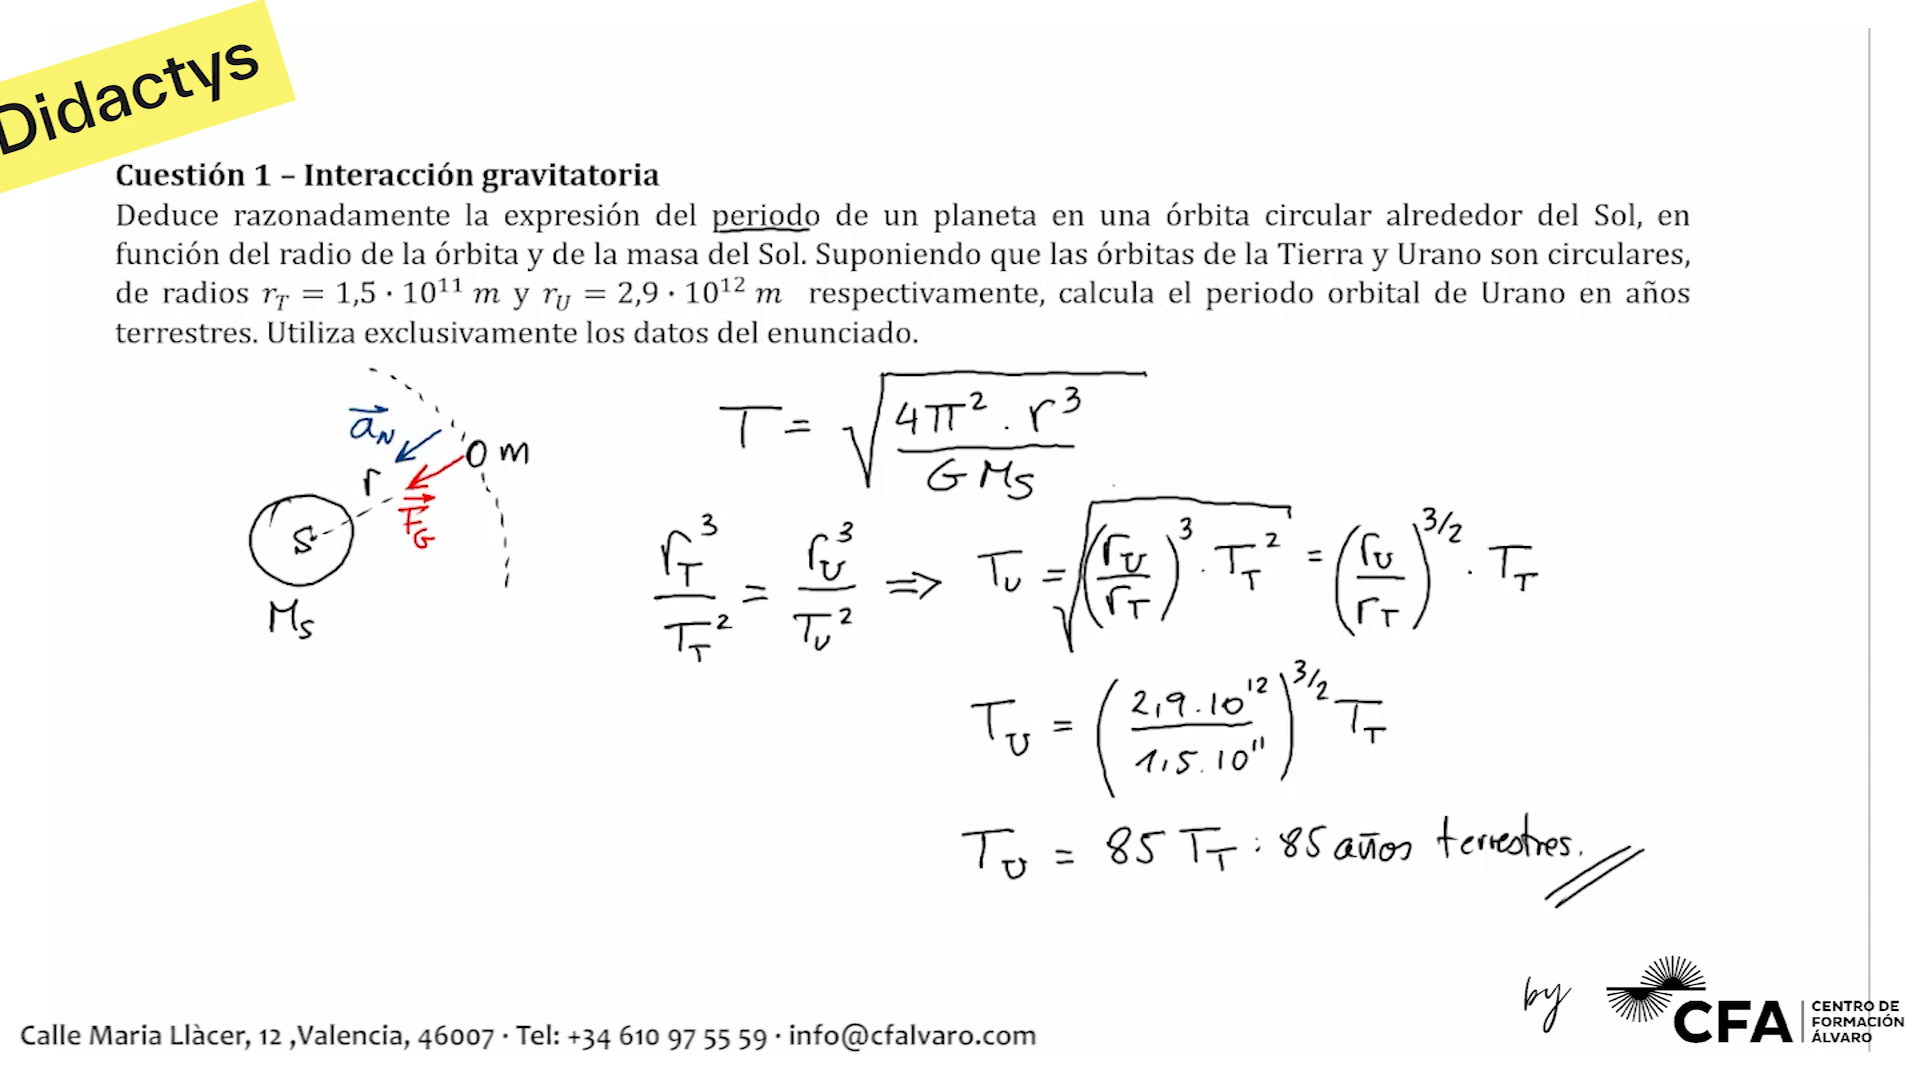 Didactys
Cuestión 1 – Interacción gravitatoria
Deduce razonadamente la expresión del periodo de un planeta en una órbita circular alrededor del Sol, en
función del radio de la órbita y de la masa del Sol. Suponiendo que las órbitas de la Tierra y Urano son circulares,
de radios r_T = 1,5 · 10^11 m y r_U = 2,9 · 10^12 m respectivamente, calcula el periodo orbital de Urano en años
terrestres. Utiliza exclusivamente los datos del enunciado.
a_N
m
r
F_G
S
M_S
T = √(4π² · r³ / G M_S)
r_T³ / T_T² = r_U³ / T_U² ⇒ T_U = √((r_U / r_T)³ · T_T²) = (r_U / r_T)^3/2 · T_T
T_U = (2,9 · 10^12 / 1,5 · 10^11)^3/2 T_T
T_U = 85 T_T : 85 años terrestres.
by
CFA
CENTRO DE
FORMACIÓN
ÁLVARO
Calle Maria Llàcer, 12 ,Valencia, 46007 · Tel: +34 610 97 55 59 · info@cfalvaro.com